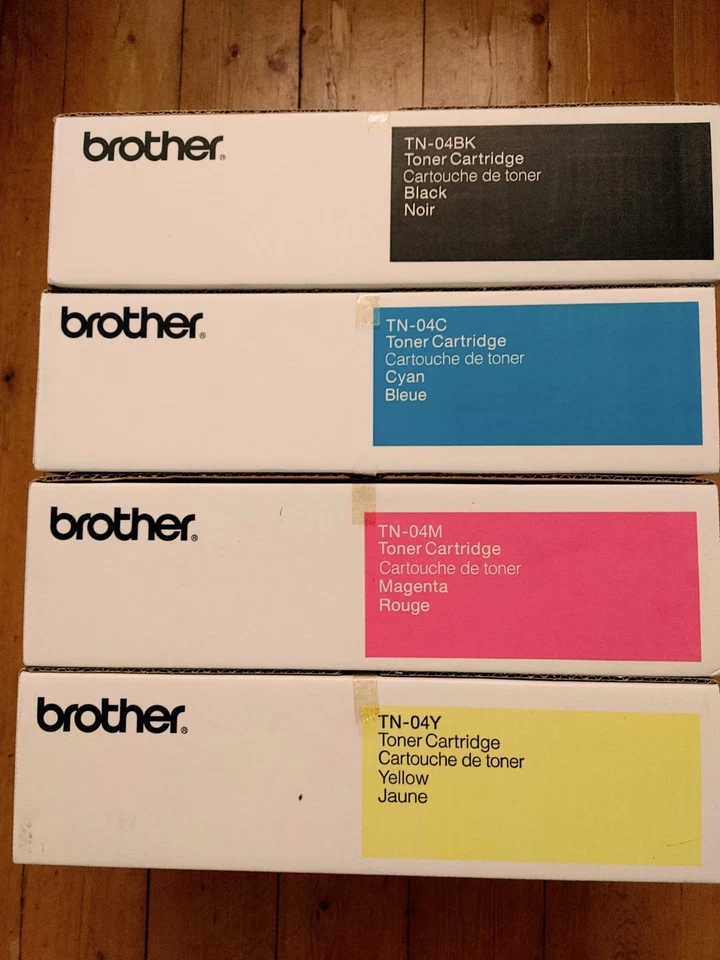 brother®
TN-04BK
Toner Cartridge
Cartouche de toner
Black
Noir
brother®
TN-04C
Toner Cartridge
Cartouche de toner
Cyan
Bleue
brother®
TN-04M
Toner Cartridge
Cartouche de toner
Magenta
Rouge
brother®
TN-04Y
Toner Cartridge
Cartouche de toner
Yellow
Jaune